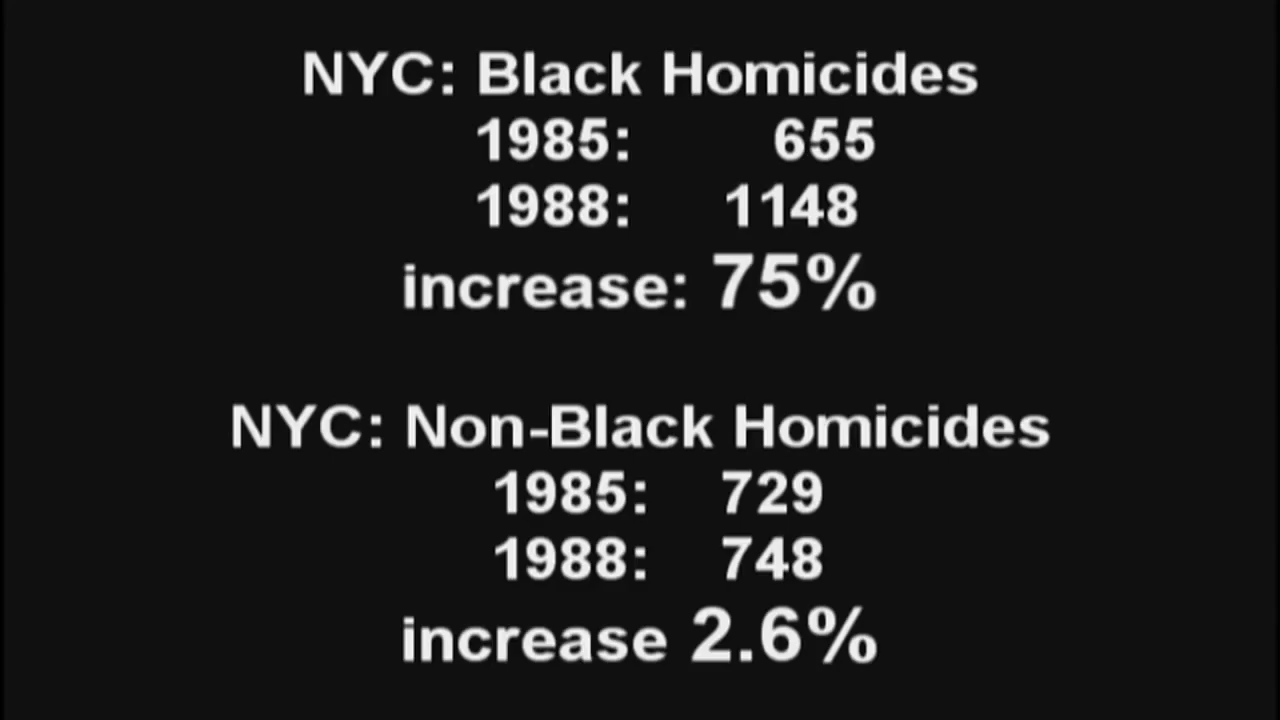 NYC: Black Homicides
1985: 655
1988: 1148
increase: 75%
NYC: Non-Black Homicides
1985: 729
1988: 748
increase 2.6%